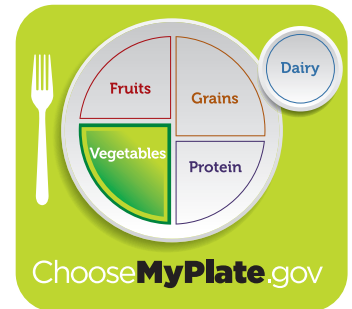 Dairy
Fruits
Grains
Vegetables
Protein
ChooseMyPlate.gov